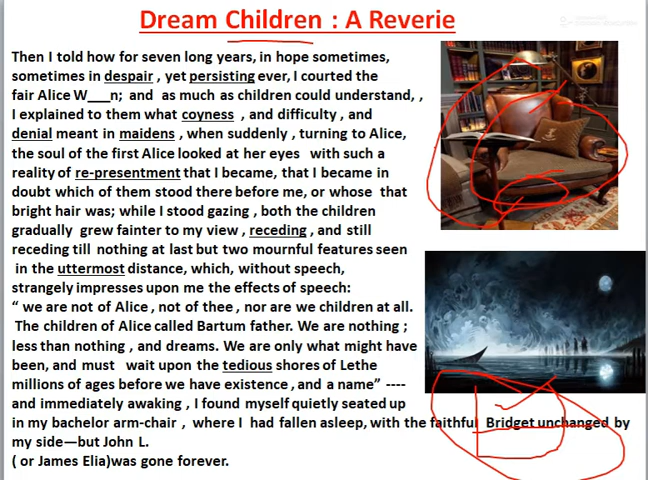 Dream Children : A Reverie
Then I told how for seven long years, in hope sometimes,
sometimes in despair , yet persisting ever, I courted the
fair Alice W___n; and as much as children could understand, ,
I explained to them what coyness , and difficulty , and
denial meant in maidens , when suddenly , turning to Alice,
the soul of the first Alice looked at her eyes with such a
reality of re-presentment that I became, that I became in
doubt which of them stood there before me, or whose that
bright hair was; while I stood gazing , both the children
gradually grew fainter to my view , receding , and still
receding till nothing at last but two mournful features seen
in the uttermost distance, which, without speech,
strangely impresses upon me the effects of speech:
“ we are not of Alice , not of thee , nor are we children at all.
The children of Alice called Bartum father. We are nothing ;
less than nothing , and dreams. We are only what might have
been, and must wait upon the tedious shores of Lethe
millions of ages before we have existence , and a name” ----
and immediately awaking , I found myself quietly seated up
in my bachelor arm-chair , where I had fallen asleep, with the faithful Bridget unchanged by
my side—but John L.
( or James Elia)was gone forever.